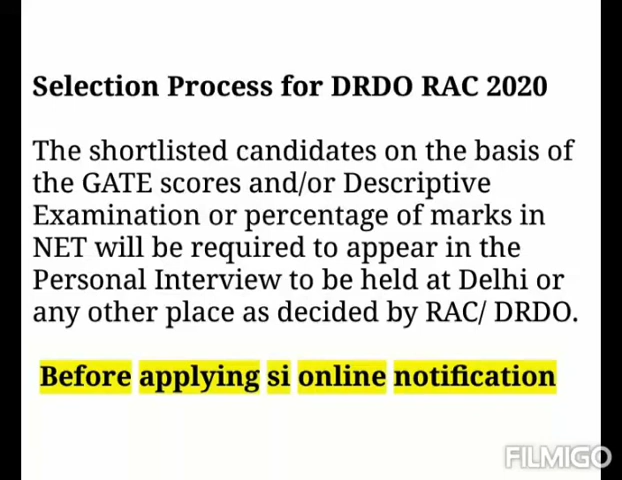 Selection Process for DRDO RAC 2020
The shortlisted candidates on the basis of
the GATE scores and/or Descriptive
Examination or percentage of marks in
NET will be required to appear in the
Personal Interview to be held at Delhi or
any other place as decided by RAC/ DRDO.
Before applying si online notification
FILMIGO